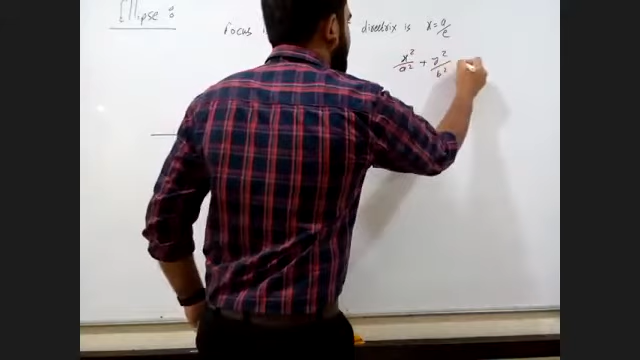 Ellipse :
Focus directrix is x = a/e
x²/a² + y²/b²